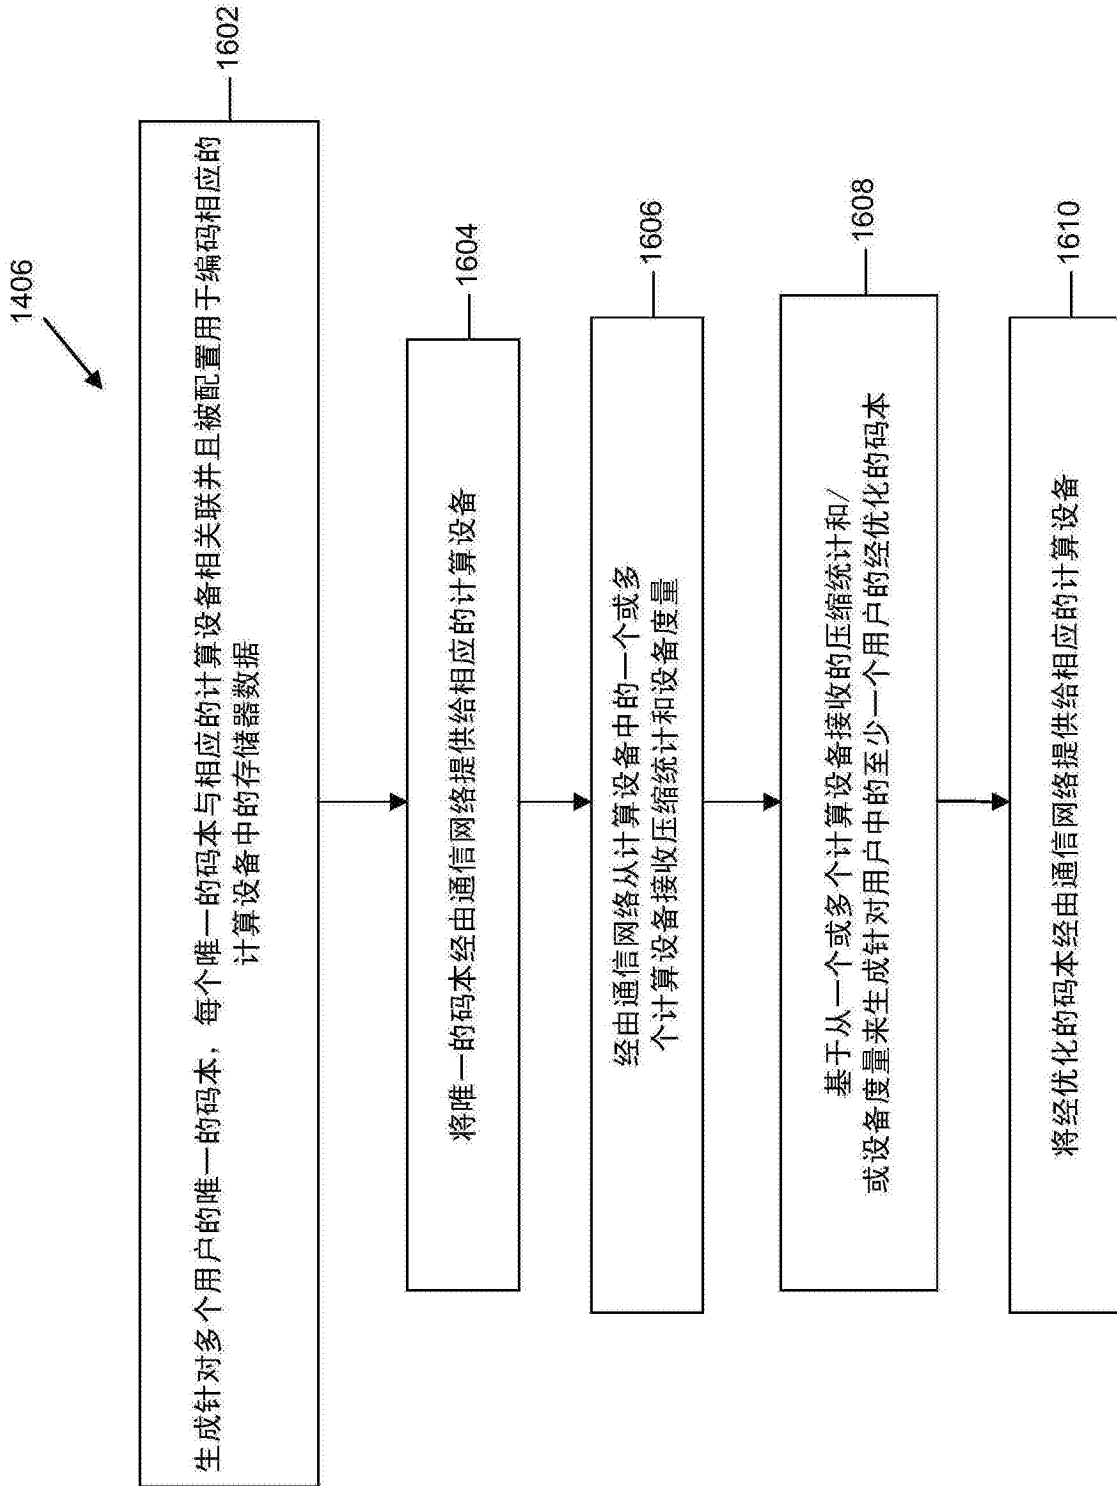 1406
生成针对多个用户的唯一的码本，每个唯一的码本与相应的计算设备相关联并且被配置用于编码相应的
计算设备中的存储器数据
1602
将唯一的码本经由通信网络提供给相应的计算设备
1604
经由通信网络从计算设备中的一个或多
个计算设备接收压缩统计和设备度量
1606
基于从一个或多个计算设备接收的压缩统计和/
或设备度量来生成针对用户中的至少一个用户的经优化的码本
1608
将经优化的码本经由通信网络提供给相应的计算设备
1610